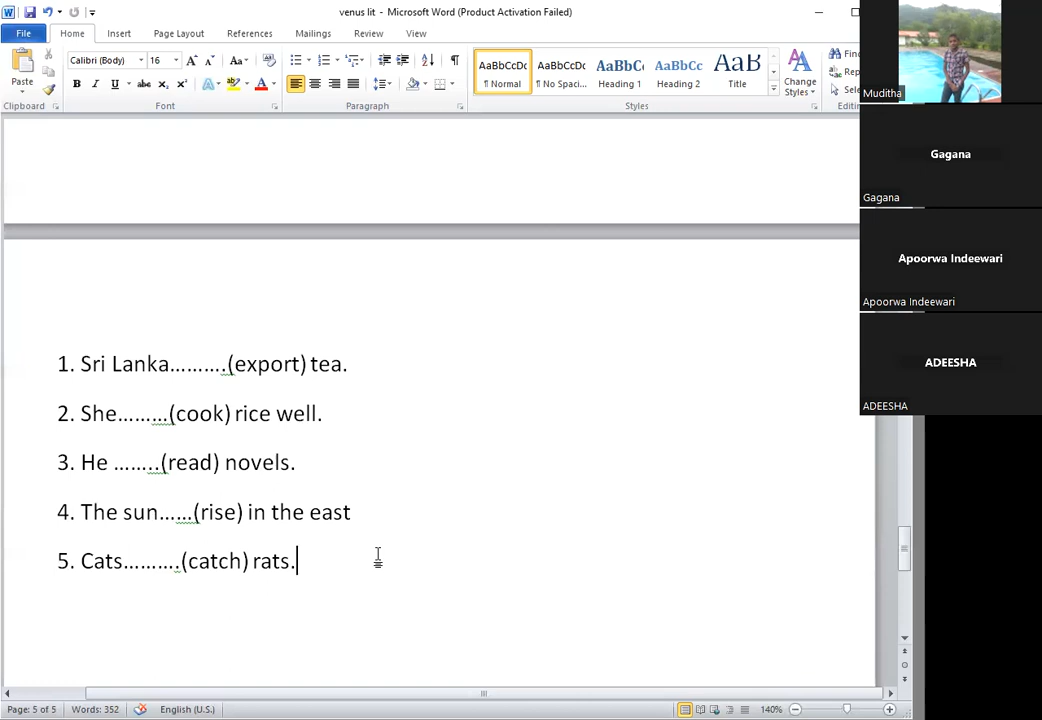 venus lit - Microsoft Word (Product Activation Failed)
File Home Insert Page Layout References Mailings Review View
Calibri (Body) 16
AaBbCcDc AaBbCcDc AaBbC AaBbCc AaB
Paste
¶ Normal ¶ No Spaci... Heading 1 Heading 2 Title
Change Styles
Clipboard Font Paragraph Styles
1. Sri Lanka……….(export) tea.
2. She………(cook) rice well.
3. He ……..(read) novels.
4. The sun……(rise) in the east
5. Cats……….(catch) rats.
Page: 5 of 5 Words: 352 English (U.S.) 140%
Muditha
Gagana
Gagana
Apoorwa Indeewari
Apoorwa Indeewari
ADEESHA
ADEESHA